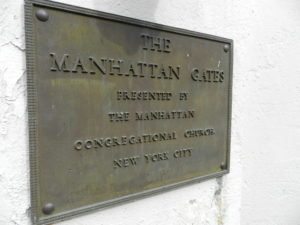 THE
MANHATTAN GATES
PRESENTED BY
THE MANHATTAN
CONGREGATIONAL CHURCH
NEW YORK CITY